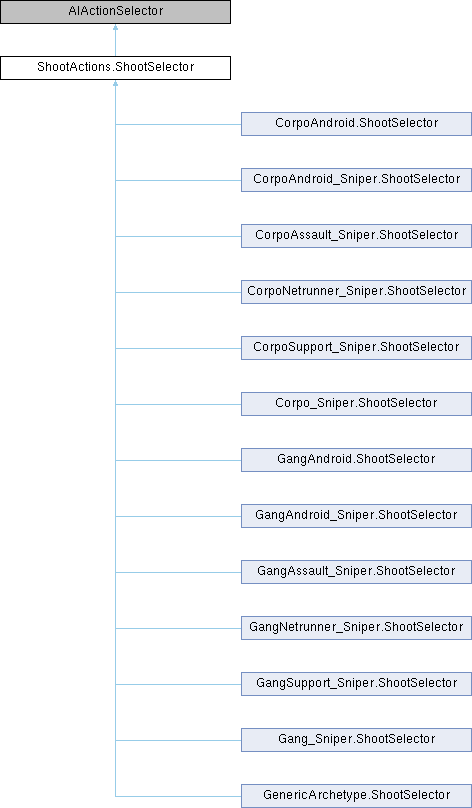 AIActionSelector
ShootActions.ShootSelector
CorpoAndroid.ShootSelector
CorpoAndroid_Sniper.ShootSelector
CorpoAssault_Sniper.ShootSelector
CorpoNetrunner_Sniper.ShootSelector
CorpoSupport_Sniper.ShootSelector
Corpo_Sniper.ShootSelector
GangAndroid.ShootSelector
GangAndroid_Sniper.ShootSelector
GangAssault_Sniper.ShootSelector
GangNetrunner_Sniper.ShootSelector
GangSupport_Sniper.ShootSelector
Gang_Sniper.ShootSelector
GenericArchetype.ShootSelector